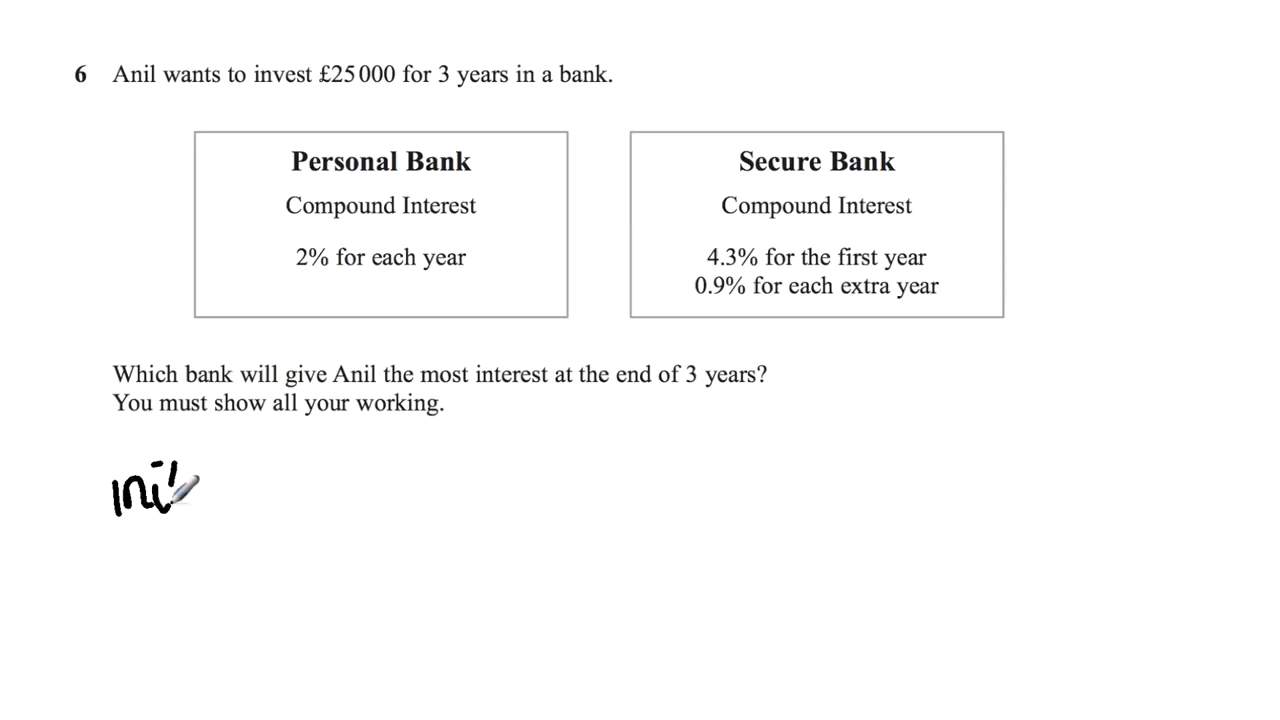 6 Anil wants to invest £25 000 for 3 years in a bank.
Personal Bank
Compound Interest
2% for each year
Secure Bank
Compound Interest
4.3% for the first year
0.9% for each extra year
Which bank will give Anil the most interest at the end of 3 years?
You must show all your working.